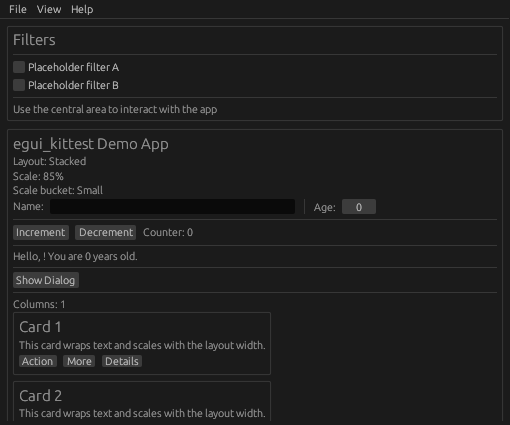 File View Help
Filters
Placeholder filter A
Placeholder filter B
Use the central area to interact with the app
egui_kittest Demo App
Layout: Stacked
Scale: 85%
Scale bucket: Small
Name: Age: 0
Increment Decrement Counter: 0
Hello, ! You are 0 years old.
Show Dialog
Columns: 1
Card 1
This card wraps text and scales with the layout width.
Action More Details
Card 2
This card wraps text and scales with the layout width.